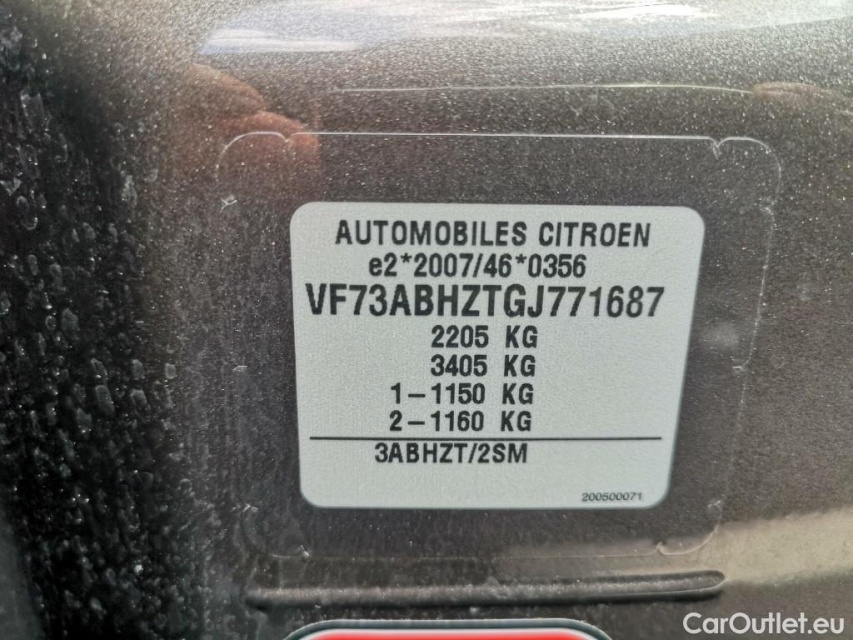 AUTOMOBILES CITROEN
e2*2007/46*0356
VF73ABHZTGJ771687
2205 KG
3405 KG
1-1150 KG
2-1160 KG
3ABHZT/2SM
200500071
CarOutlet.eu